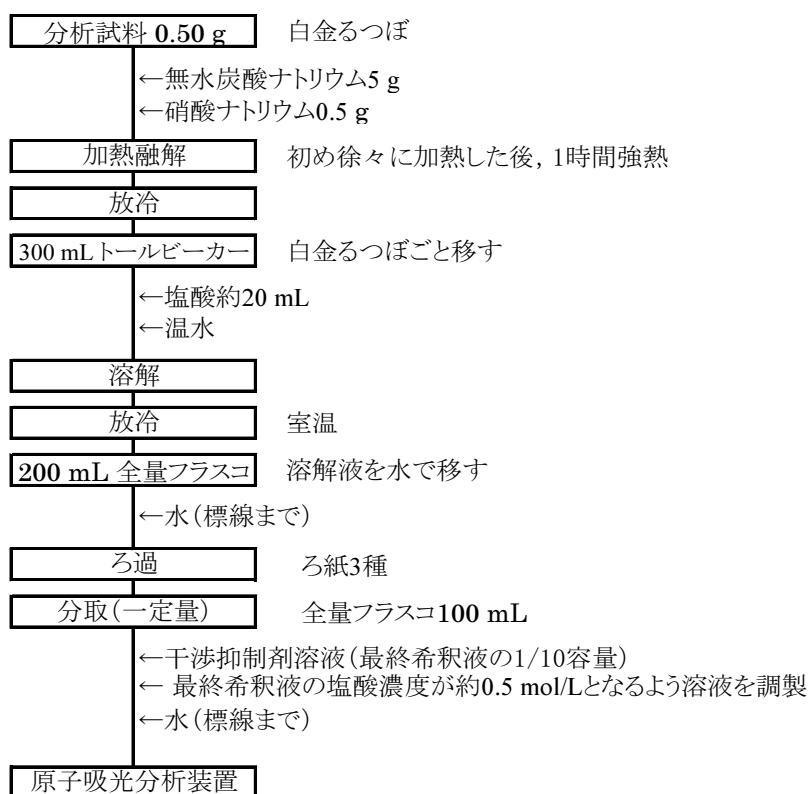 分析試料 0.50 g 白金るつぼ
←無水炭酸ナトリウム5 g
←硝酸ナトリウム0.5 g
加熱融解 初め徐々に加熱した後, 1時間強熱
放冷
300 mLトールビーカー 白金るつぼごと移す
←塩酸約20 mL
←温水
溶解
放冷 室温
200 mL 全量フラスコ 溶解液を水で移す
←水(標線まで)
ろ過 ろ紙3種
分取(一定量) 全量フラスコ100 mL
←干渉抑制剤溶液(最終希釈液の1/10容量)
← 最終希釈液の塩酸濃度が約0.5 mol/Lとなるよう溶液を調製
←水(標線まで)
原子吸光分析装置